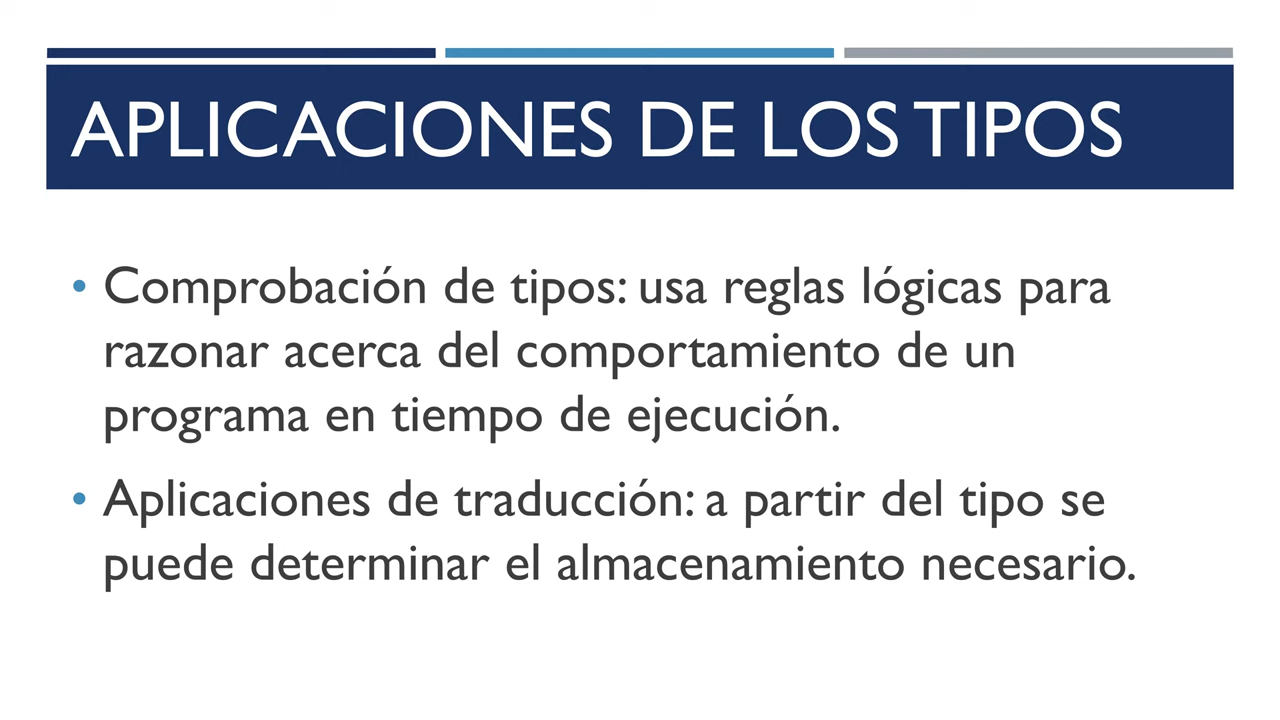 APLICACIONES DE LOS TIPOS
• Comprobación de tipos: usa reglas lógicas para
razonar acerca del comportamiento de un
programa en tiempo de ejecución.
• Aplicaciones de traducción: a partir del tipo se
puede determinar el almacenamiento necesario.